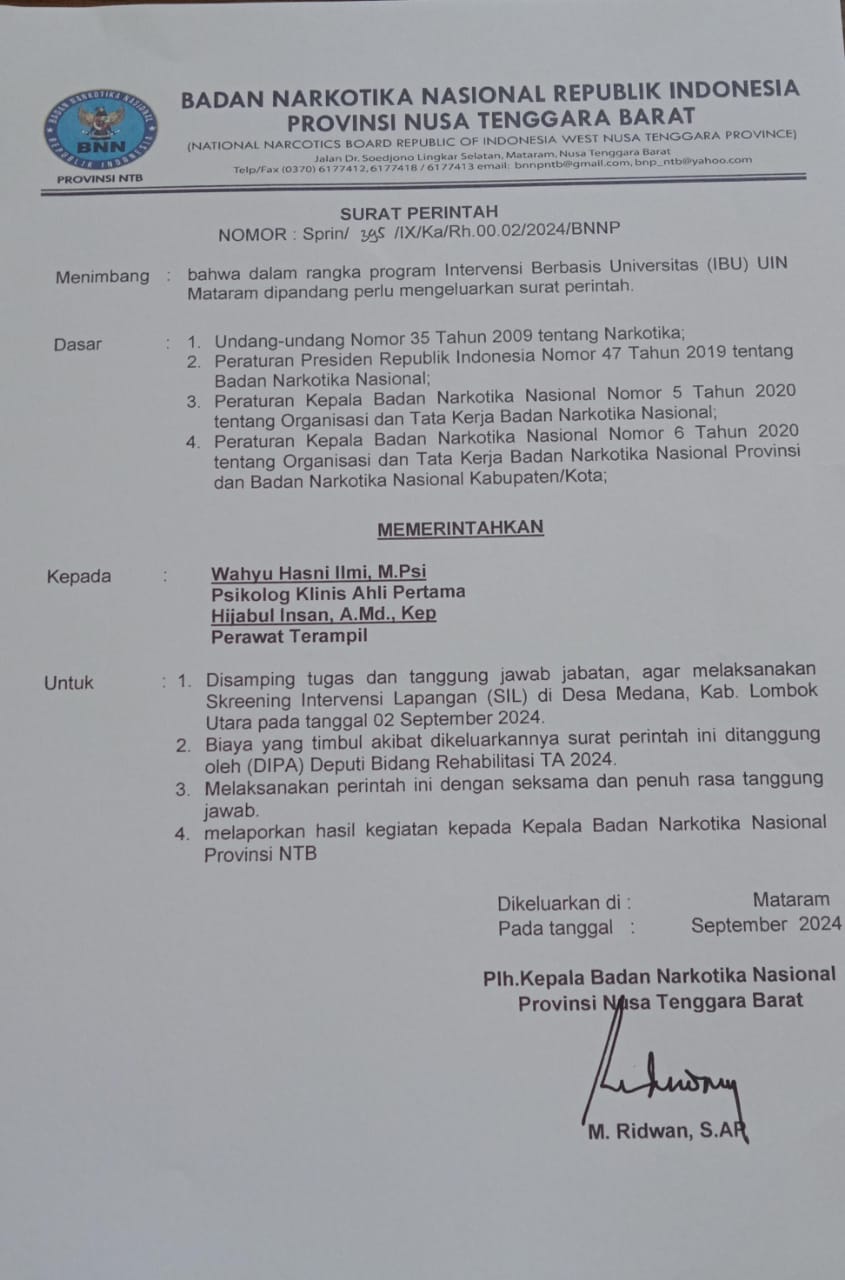 BADAN NARKOTIKA NASIONAL
BNN
REPUBLIK INDONESIA
PROVINSI NTB
BADAN NARKOTIKA NASIONAL REPUBLIK INDONESIA
PROVINSI NUSA TENGGARA BARAT
(NATIONAL NARCOTICS BOARD REPUBLIC OF INDONESIA WEST NUSA TENGGARA PROVINCE)
Jalan Dr. Soedjono Lingkar Selatan, Mataram, Nusa Tenggara Barat
Telp/Fax (0370) 6177412,6177418 / 6177413 email: bnnpntb@gmail.com, bnp_ntb@yahoo.com
SURAT PERINTAH
NOMOR : Sprin/ 395 /IX/Ka/Rh.00.02/2024/BNNP
Menimbang : bahwa dalam rangka program Intervensi Berbasis Universitas (IBU) UIN
Mataram dipandang perlu mengeluarkan surat perintah.
Dasar : 1. Undang-undang Nomor 35 Tahun 2009 tentang Narkotika;
2. Peraturan Presiden Republik Indonesia Nomor 47 Tahun 2019 tentang
Badan Narkotika Nasional;
3. Peraturan Kepala Badan Narkotika Nasional Nomor 5 Tahun 2020
tentang Organisasi dan Tata Kerja Badan Narkotika Nasional;
4. Peraturan Kepala Badan Narkotika Nasional Nomor 6 Tahun 2020
tentang Organisasi dan Tata Kerja Badan Narkotika Nasional Provinsi
dan Badan Narkotika Nasional Kabupaten/Kota;
MEMERINTAHKAN
Kepada : Wahyu Hasni Ilmi, M.Psi
Psikolog Klinis Ahli Pertama
Hijabul Insan, A.Md., Kep
Perawat Terampil
Untuk : 1. Disamping tugas dan tanggung jawab jabatan, agar melaksanakan
Skreening Intervensi Lapangan (SIL) di Desa Medana, Kab. Lombok
Utara pada tanggal 02 September 2024.
2. Biaya yang timbul akibat dikeluarkannya surat perintah ini ditanggung
oleh (DIPA) Deputi Bidang Rehabilitasi TA 2024.
3. Melaksanakan perintah ini dengan seksama dan penuh rasa tanggung
jawab.
4. melaporkan hasil kegiatan kepada Kepala Badan Narkotika Nasional
Provinsi NTB
Dikeluarkan di : Mataram
Pada tanggal : September 2024
Plh.Kepala Badan Narkotika Nasional
Provinsi Nusa Tenggara Barat
M. Ridwan, S.AP